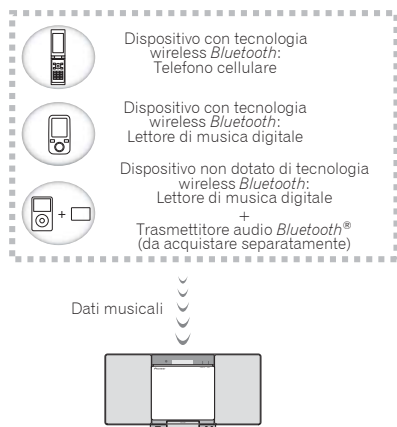 Dispositivo con tecnologia
wireless Bluetooth:
Telefono cellulare
Dispositivo con tecnologia
wireless Bluetooth:
Lettore di musica digitale
Dispositivo non dotato di tecnologia
wireless Bluetooth:
Lettore di musica digitale
+
+
Trasmettitore audio Bluetooth®
(da acquistare separatamente)
Dati musicali